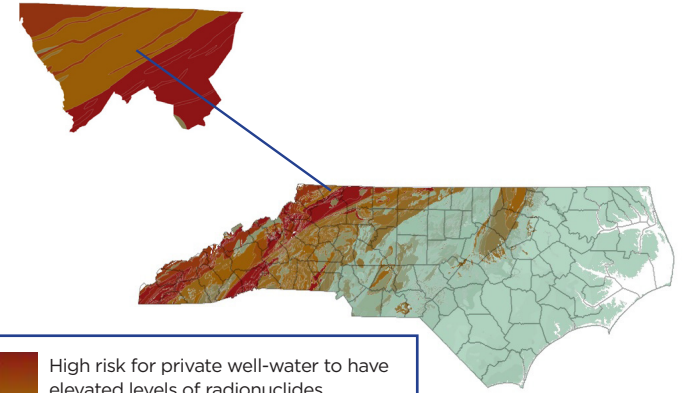 High risk for private well-water to have
elevated levels of radionuclides